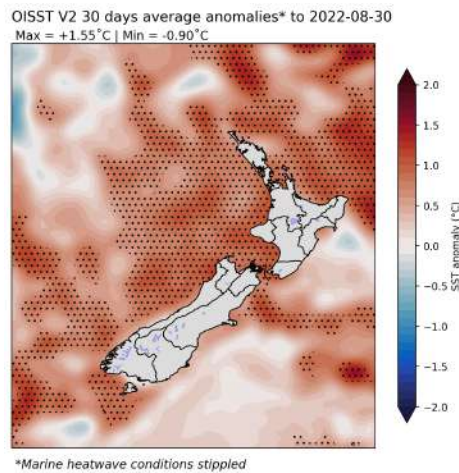 OISST V2 30 days average anomalies* to 2022-08-30
Max = +1.55˚C | Min = -0.90˚C
2.0
1.5
1.0
0.5
0.0
−0.5
−1.0
−1.5
−2.0
SST anomaly (°C)
*Marine heatwave conditions stippled